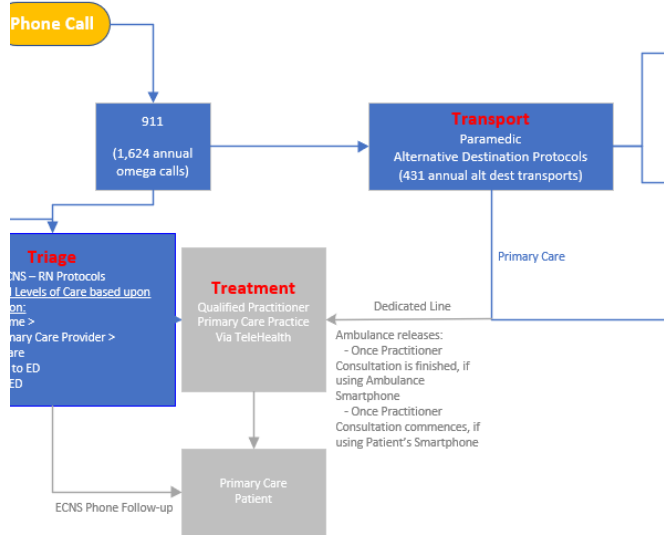 Phone Call
911
(1,624 annual
omega calls)
Transport
Paramedic
Alternative Destination Protocols
(431 annual alt dest transports)
Primary Care
Triage
CNS – RN Protocols
Levels of Care based upon
on:
me >
mary Care Provider >
are
to ED
ED
Treatment
Qualified Practitioner
Primary Care Practice
Via TeleHealth
Dedicated Line
Ambulance releases:
- Once Practitioner
Consultation is finished, if
using Ambulance
Smartphone
- Once Practitioner
Consultation commences, if
using Patient's Smartphone
Primary Care
Patient
ECNS Phone Follow-up